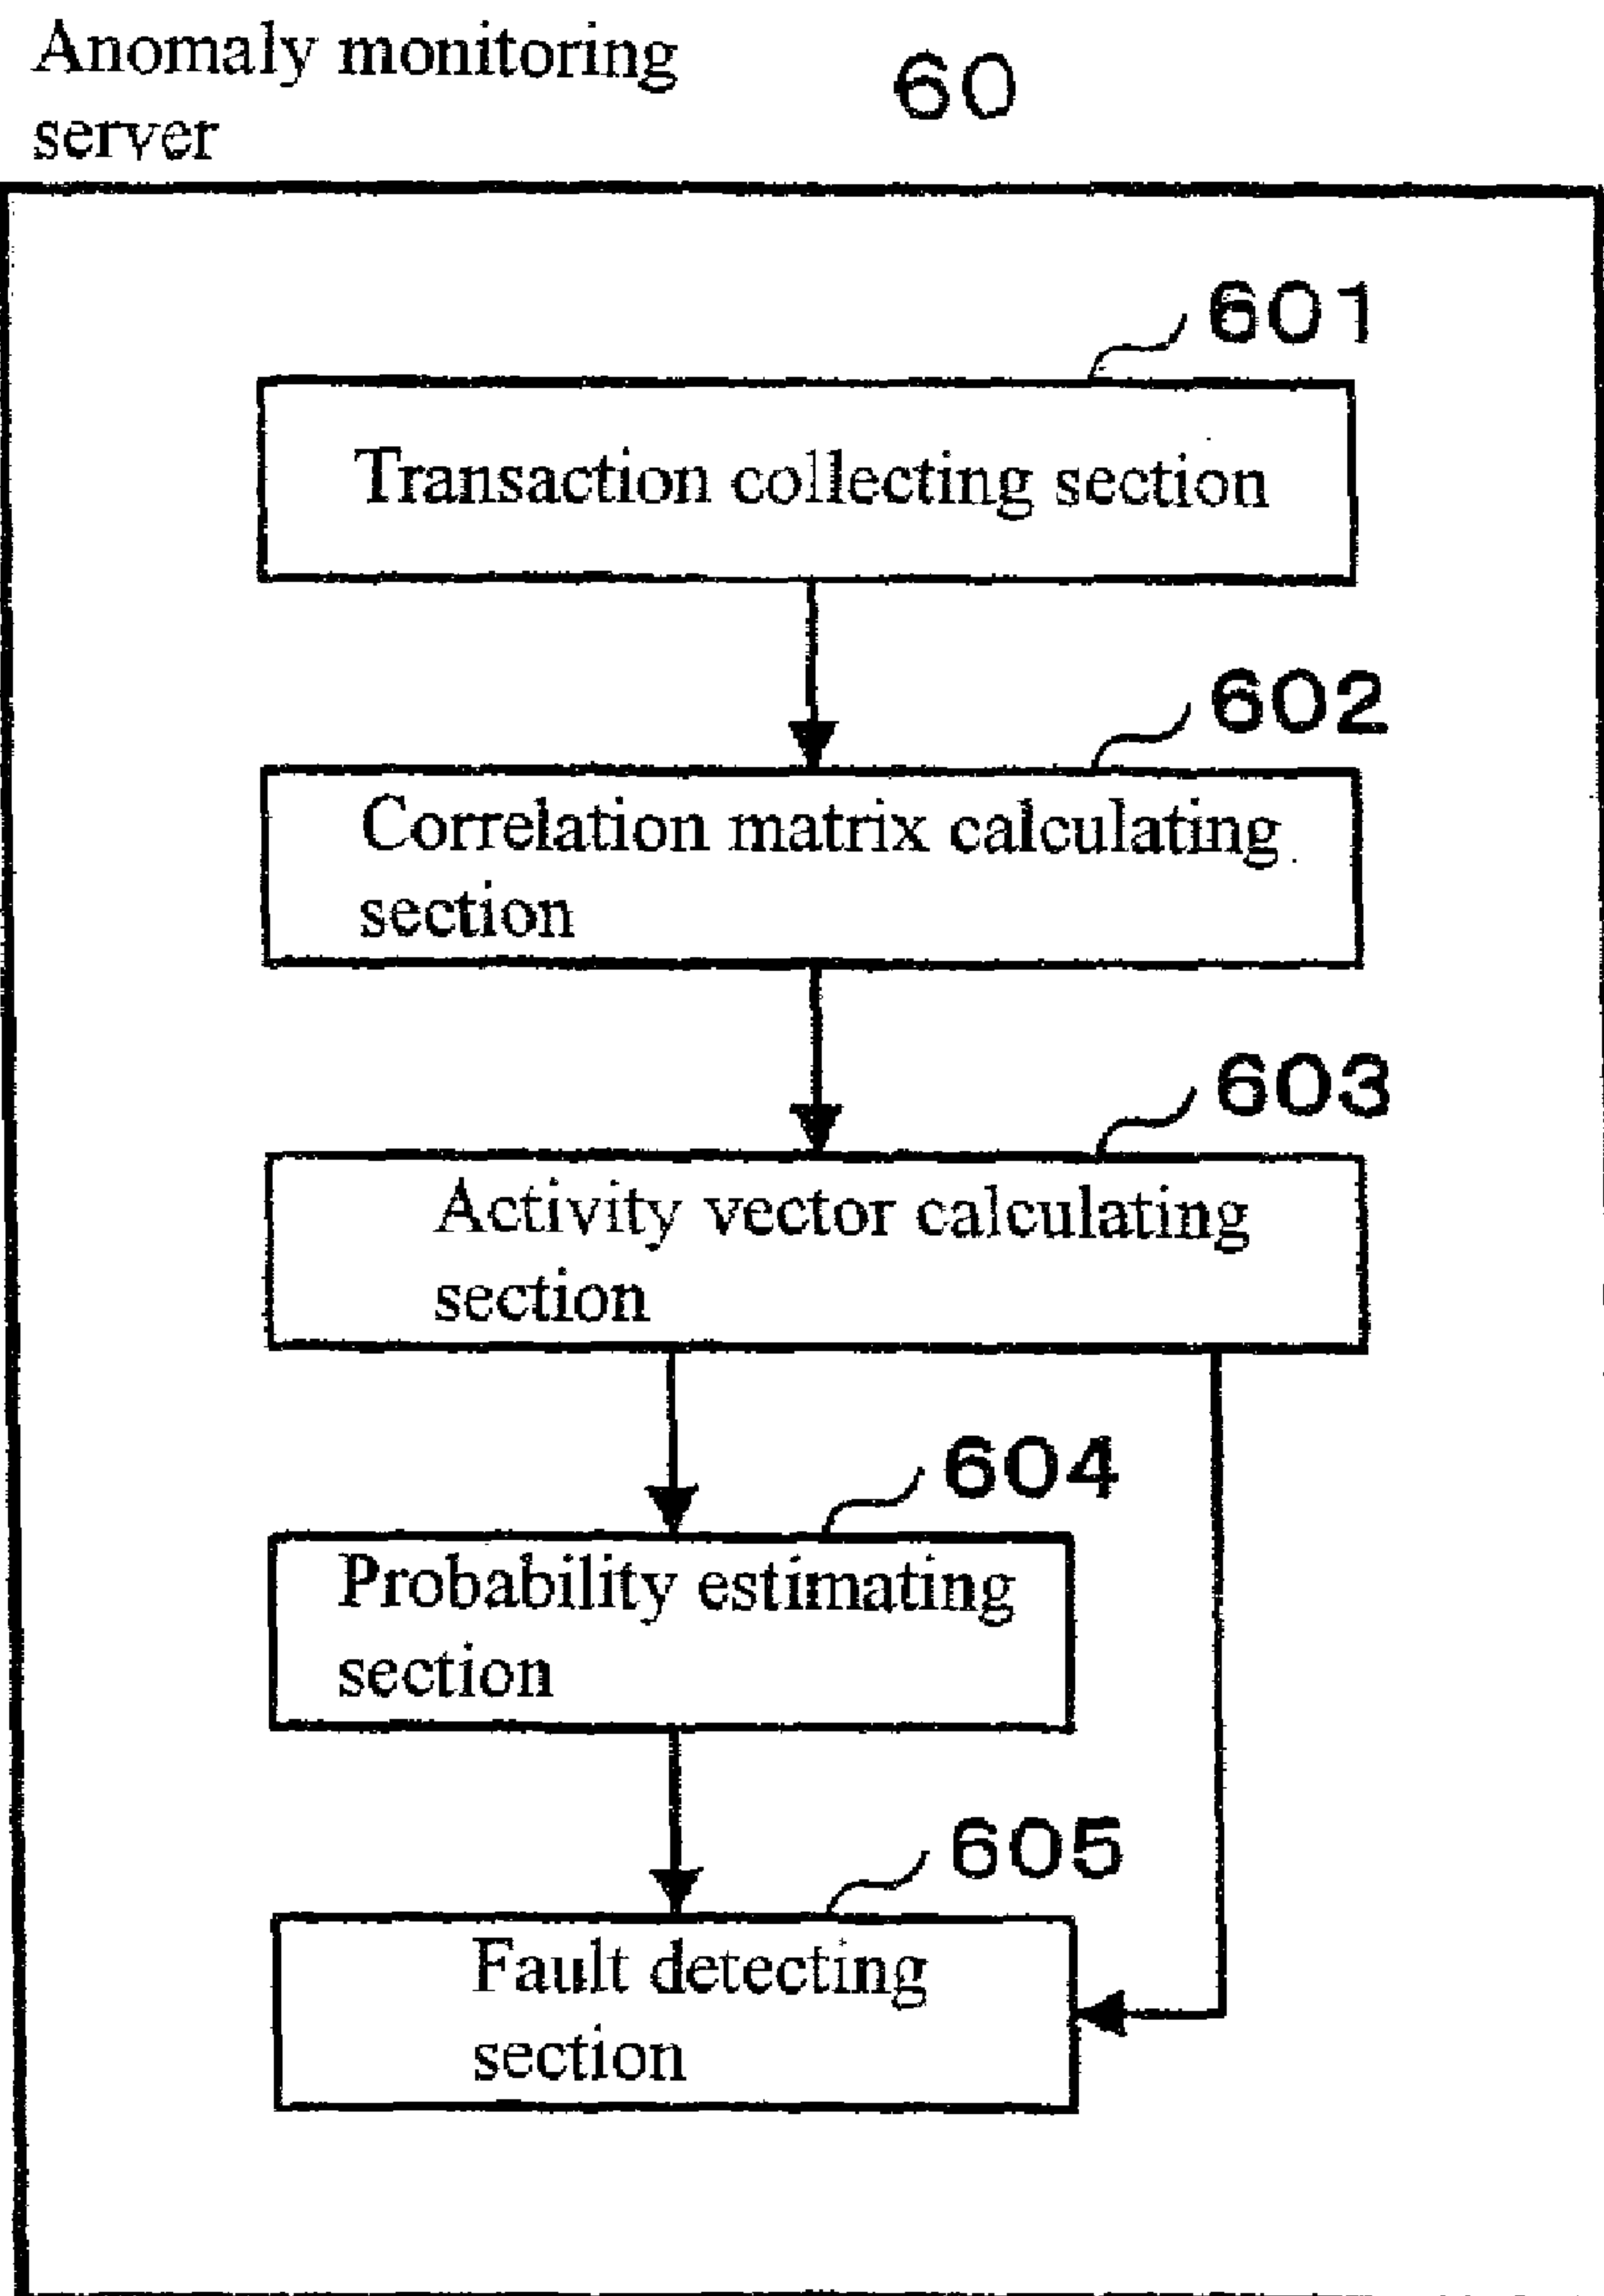 Anomaly monitoring
server
60
601
Transaction collecting section
602
Correlation matrix calculating
section
603
Activity vector calculating
section
604
Probability estimating
section
605
Fault detecting
section